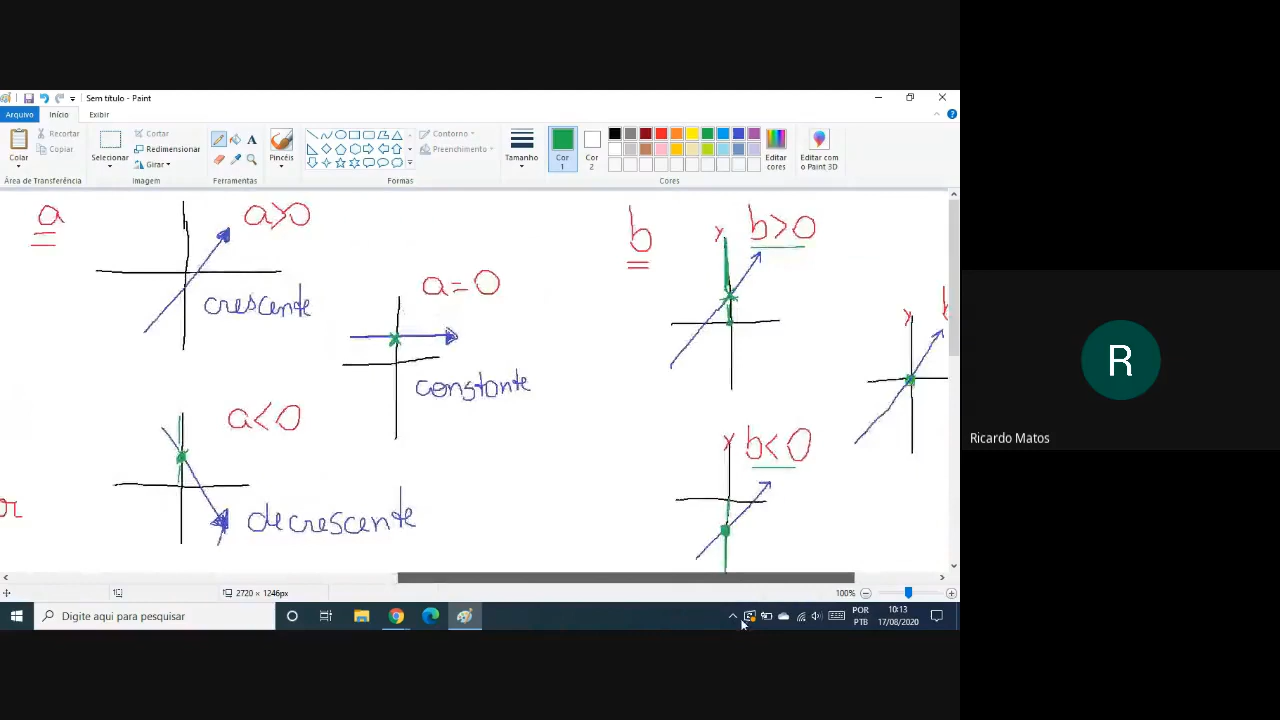 Sem título - Paint
Arquivo
Início
Exibir
Colar
Recortar
Copiar
Área de Transferência
Selecionar
Cortar
Redimensionar
Girar
Imagem
A
Ferramentas
Pincéis
Contorno
Preenchimento
Formas
Tamanho
Cor
1
Cor
2
Editar
cores
Cores
Editar com
o Paint 3D
a
a>0
crescente
a=0
constante
a<0
decrescente
b
y
b>0
y
b<0
y
R
Ricardo Matos
100%
2720 × 1246px
Digite aqui para pesquisar
POR
PTB
10:13
17/08/2020